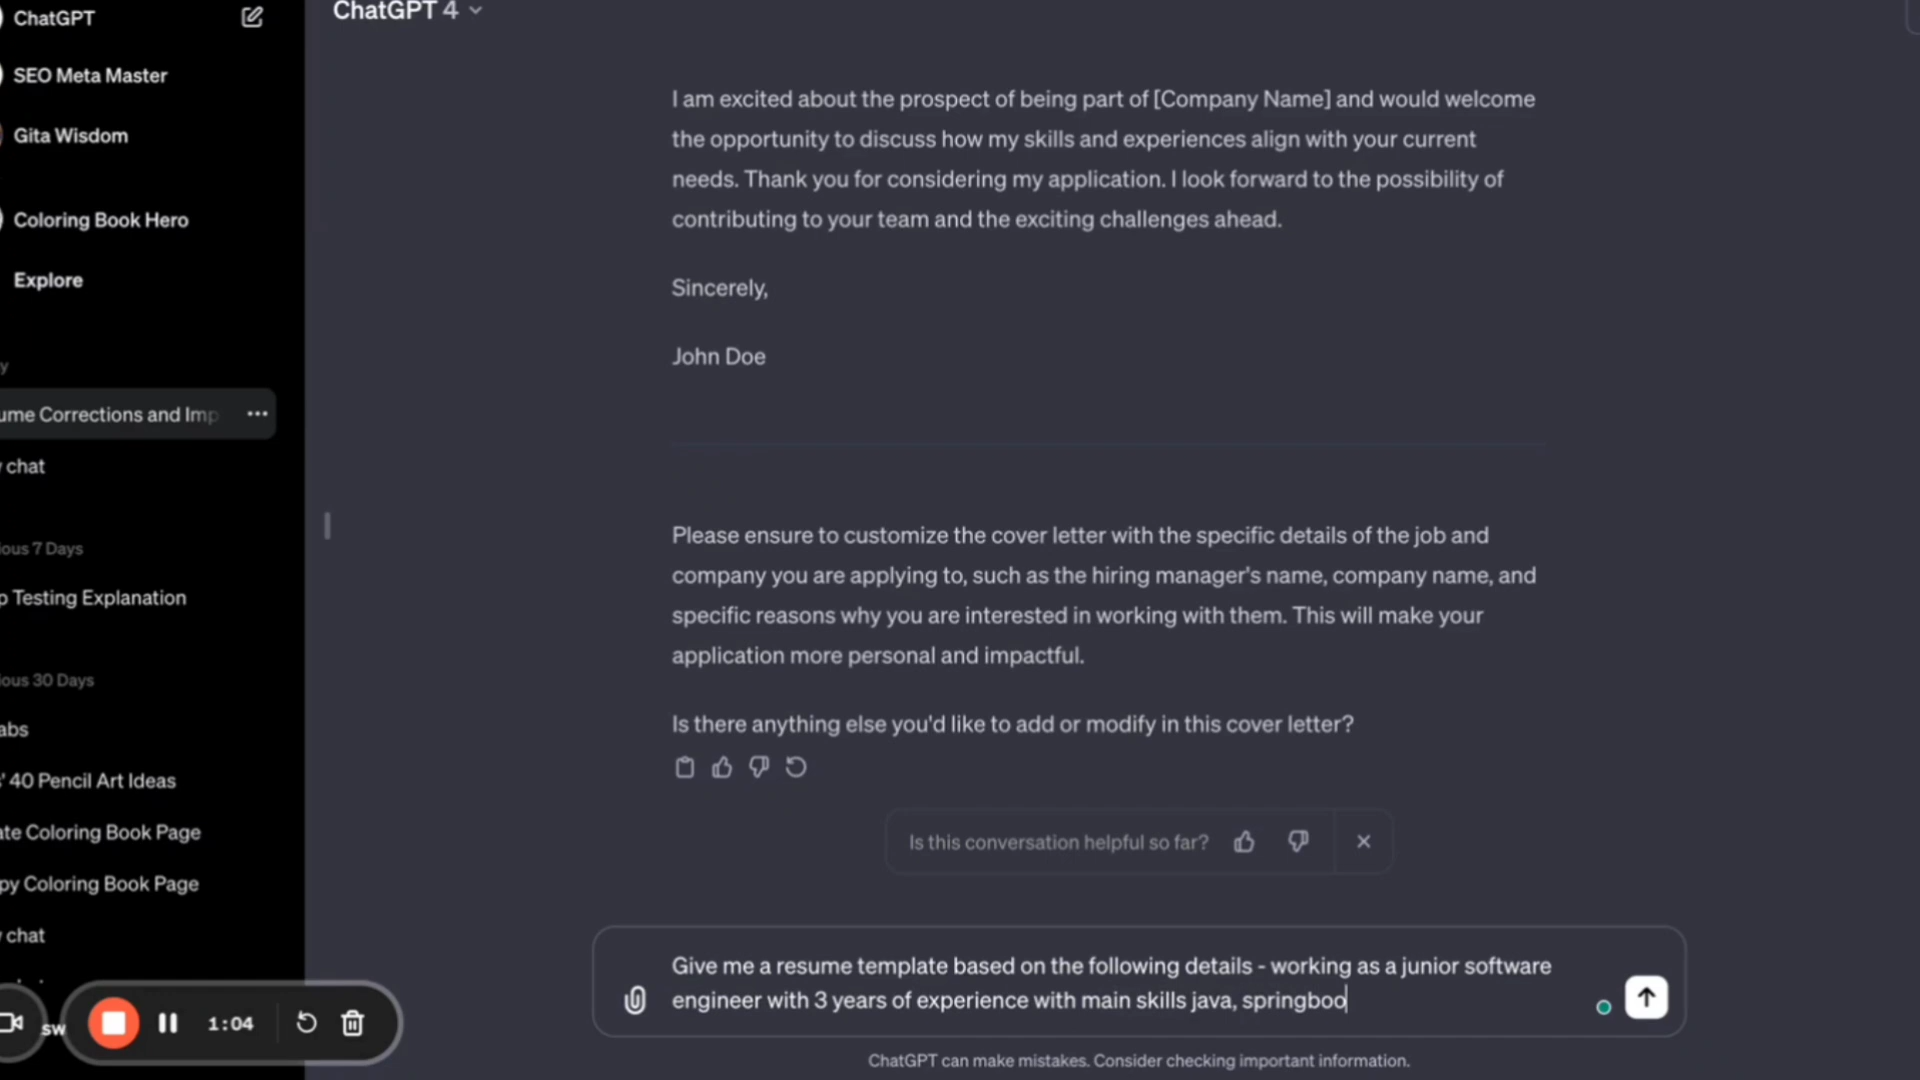 ChatGPT
SEO Meta Master
Gita Wisdom
Coloring Book Hero
Explore
y
ume Corrections and Imp
chat
ious 7 Days
p Testing Explanation
ious 30 Days
abs
' 40 Pencil Art Ideas
ate Coloring Book Page
py Coloring Book Page
chat
sw
1:04
ChatGPT 4
I am excited about the prospect of being part of [Company Name] and would welcome
the opportunity to discuss how my skills and experiences align with your current
needs. Thank you for considering my application. I look forward to the possibility of
contributing to your team and the exciting challenges ahead.
Sincerely,
John Doe
Please ensure to customize the cover letter with the specific details of the job and
company you are applying to, such as the hiring manager's name, company name, and
specific reasons why you are interested in working with them. This will make your
application more personal and impactful.
Is there anything else you'd like to add or modify in this cover letter?
Is this conversation helpful so far?
Give me a resume template based on the following details - working as a junior software
engineer with 3 years of experience with main skills java, springboo
ChatGPT can make mistakes. Consider checking important information.